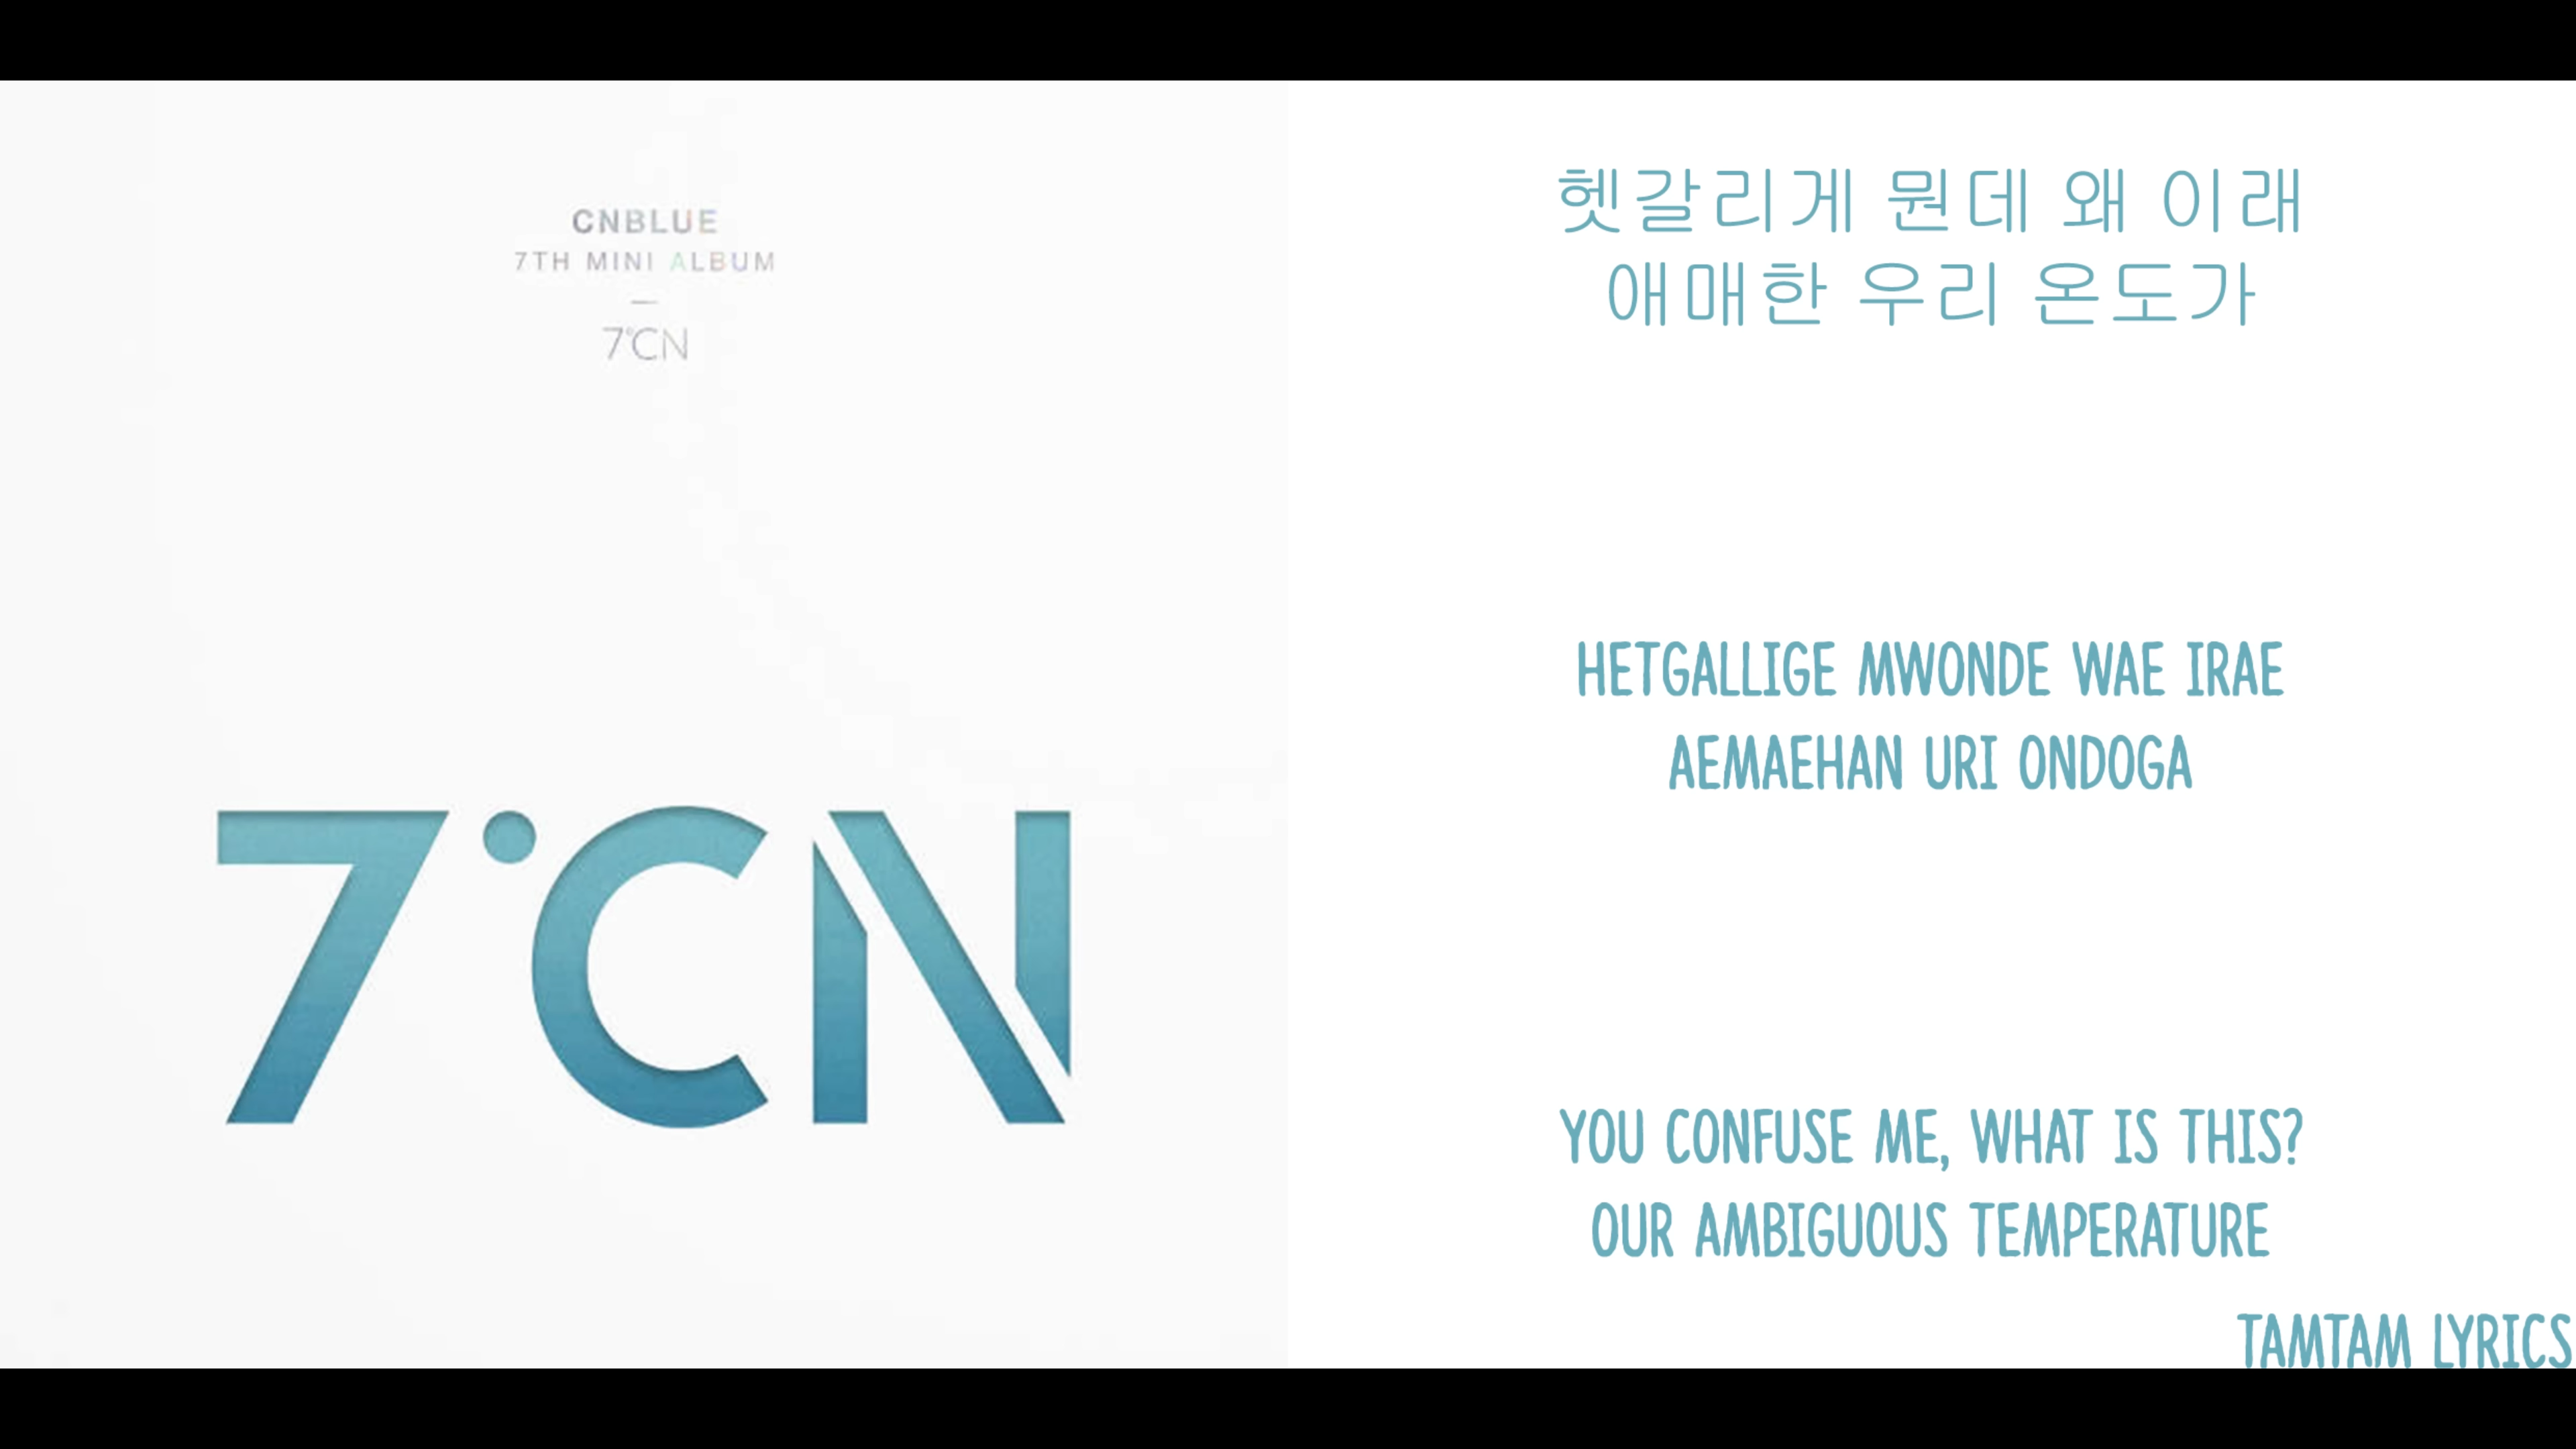 CNBLUE
7TH MINI ALBUM
—
7°CN
7°CN
헷갈리게 뭔데 왜 이래
애매한 우리 온도가
HETGALLIGE MWONDE WAE IRAE
AEMAEHAN URI ONDOGA
YOU CONFUSE ME, WHAT IS THIS?
OUR AMBIGUOUS TEMPERATURE
TAMTAM LYRICS